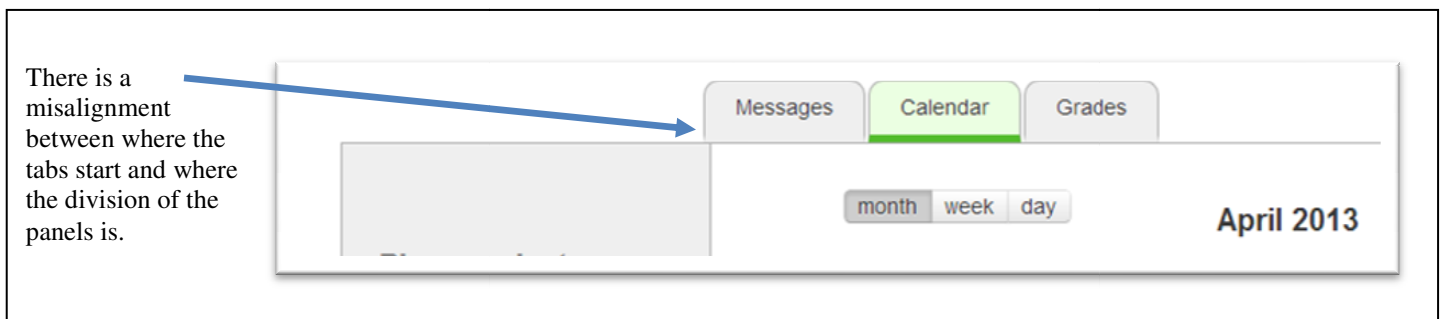 There is a
misalignment
between where the
tabs start and where
the division of the
panels is.
Messages Calendar Grades
month week day
April 2013